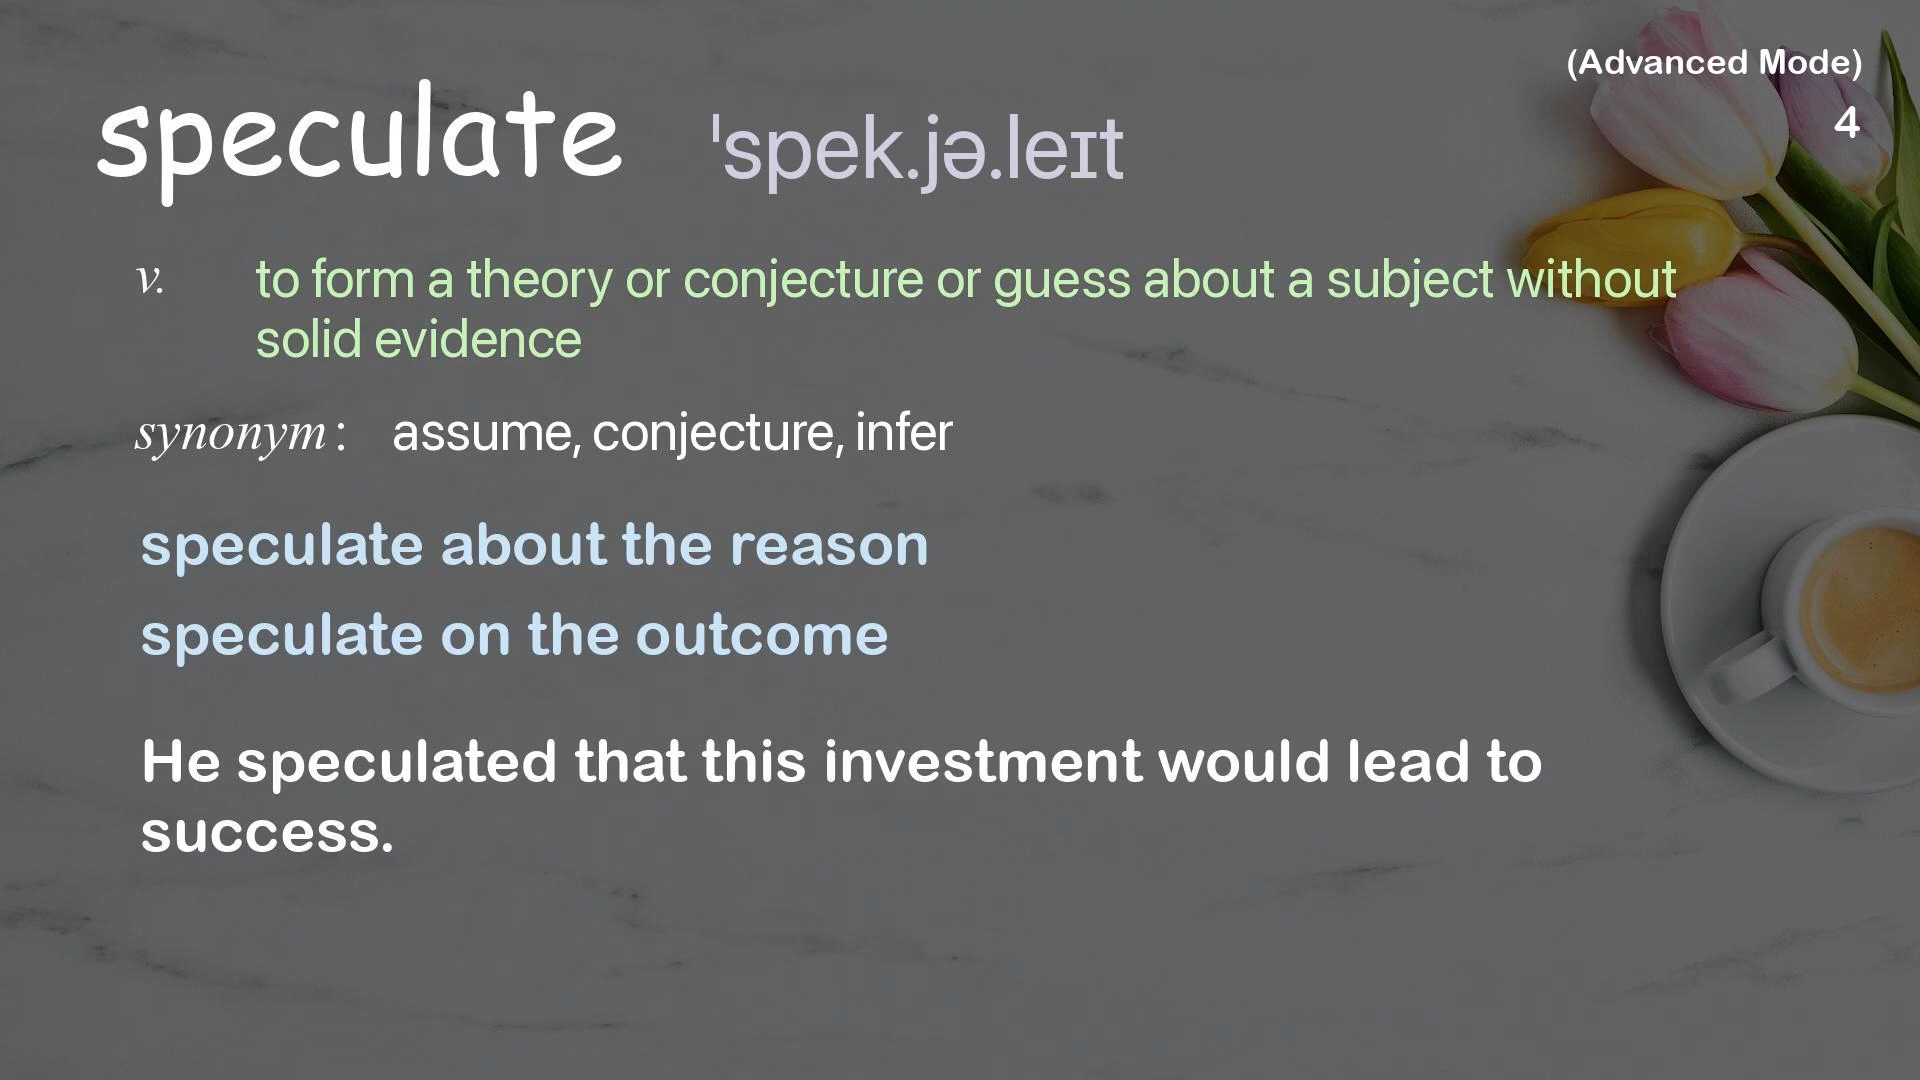 (Advanced Mode)
4
speculate ˈspek.jə.leɪt
v. to form a theory or conjecture or guess about a subject without
solid evidence
synonym: assume, conjecture, infer
speculate about the reason
speculate on the outcome
He speculated that this investment would lead to
success.